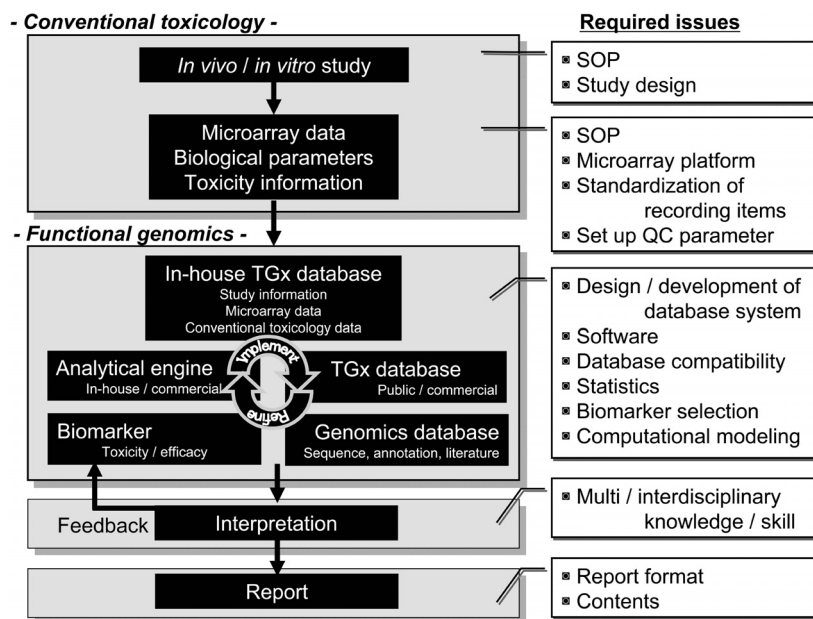 - Conventional toxicology -
In vivo / in vitro study
Microarray data
Biological parameters
Toxicity information
- Functional genomics -
In-house TGx database
Study information
Microarray data
Conventional toxicology data
Implement
Analytical engine
In-house / commercial
TGx database
Public / commercial
Refine
Biomarker
Toxicity / efficacy
Genomics database
Sequence, annotation, literature
Feedback
Interpretation
Report
Required issues
◙ SOP
◙ Study design
◙ SOP
◙ Microarray platform
◙ Standardization of
recording items
◙ Set up QC parameter
◙ Design / development of
database system
◙ Software
◙ Database compatibility
◙ Statistics
◙ Biomarker selection
◙ Computational modeling
◙ Multi / interdisciplinary
knowledge / skill
◙ Report format
◙ Contents